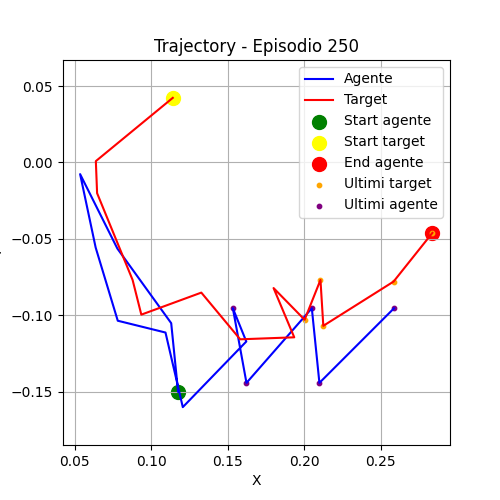 Trajectory - Episodio 250
Agente
Target
Start agente
Start target
End agente
Ultimi target
Ultimi agente
0.05
0.00
−0.05
−0.10
−0.15
0.05 0.10 0.15 0.20 0.25
X